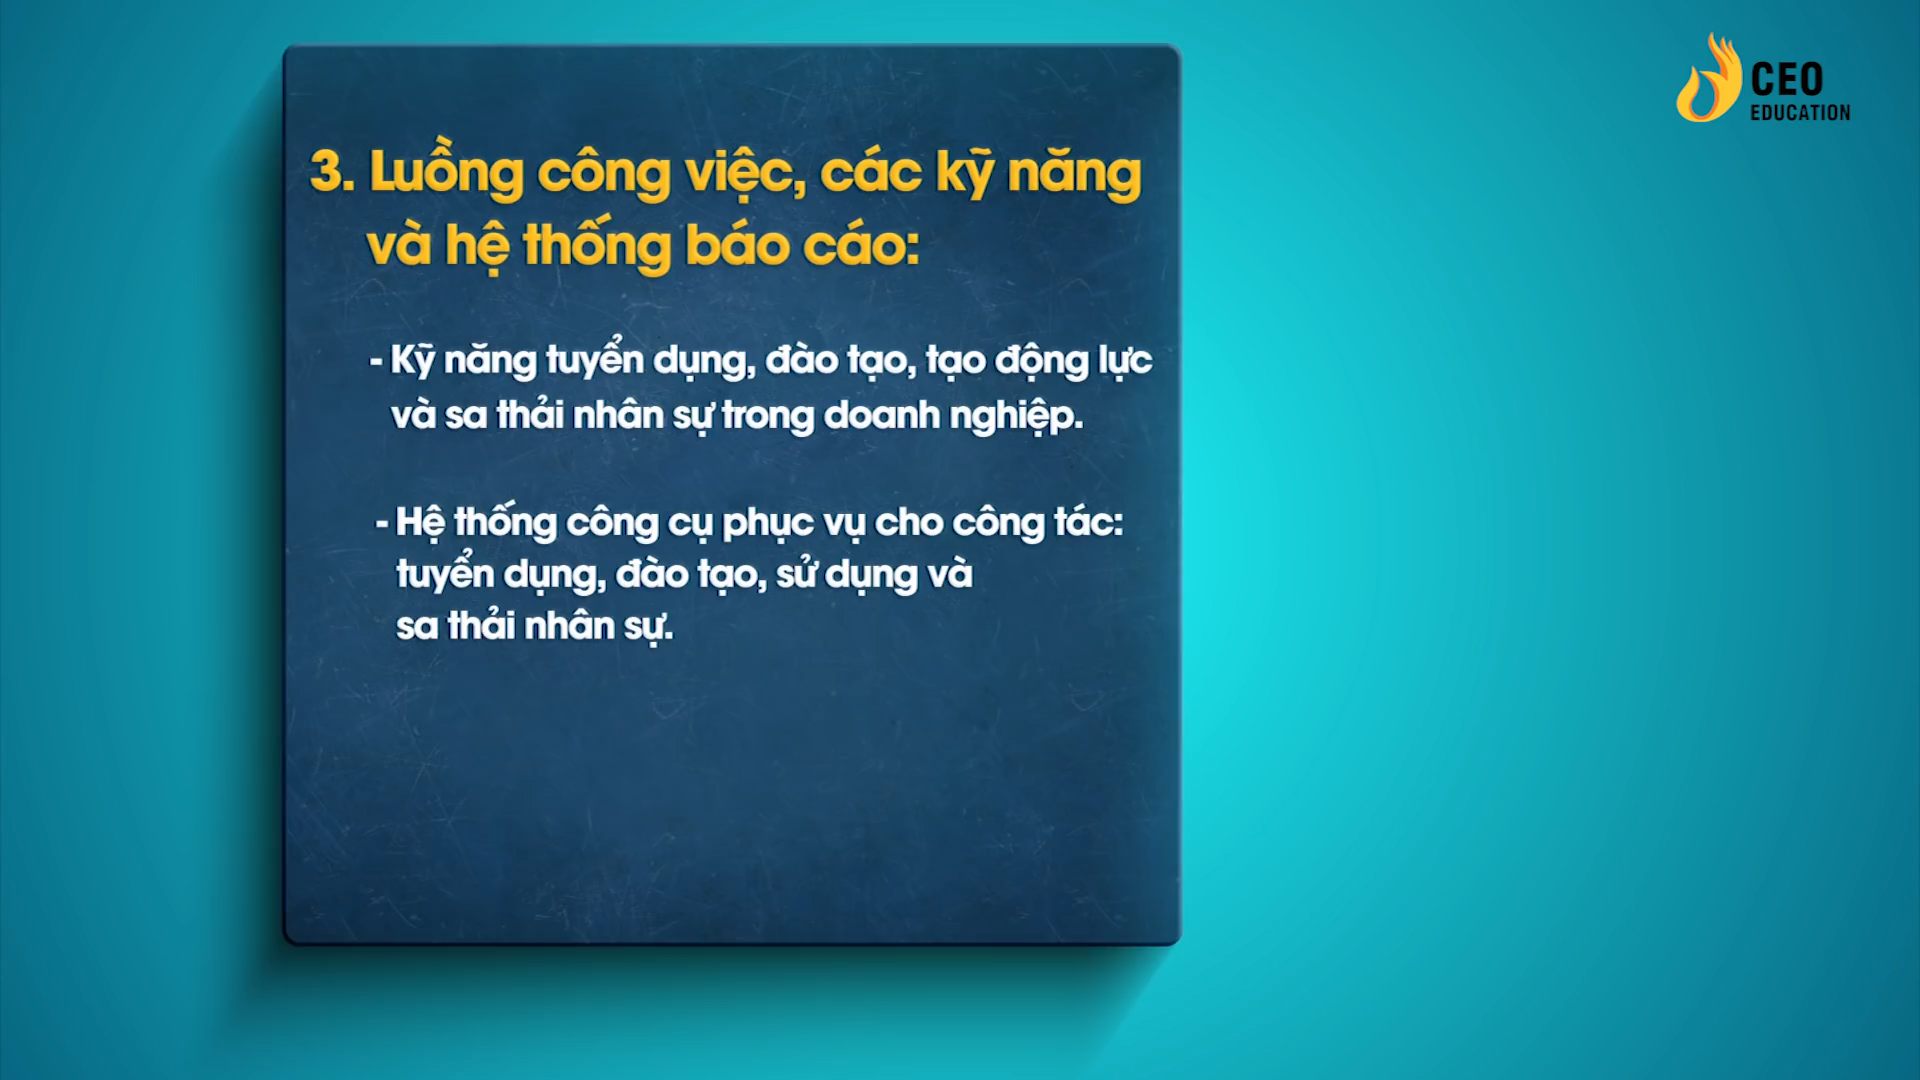 CEO
EDUCATION
3. Luồng công việc, các kỹ năng
và hệ thống báo cáo:
- Kỹ năng tuyển dụng, đào tạo, tạo động lực
và sa thải nhân sự trong doanh nghiệp.
- Hệ thống công cụ phục vụ cho công tác:
tuyển dụng, đào tạo, sử dụng và
sa thải nhân sự.